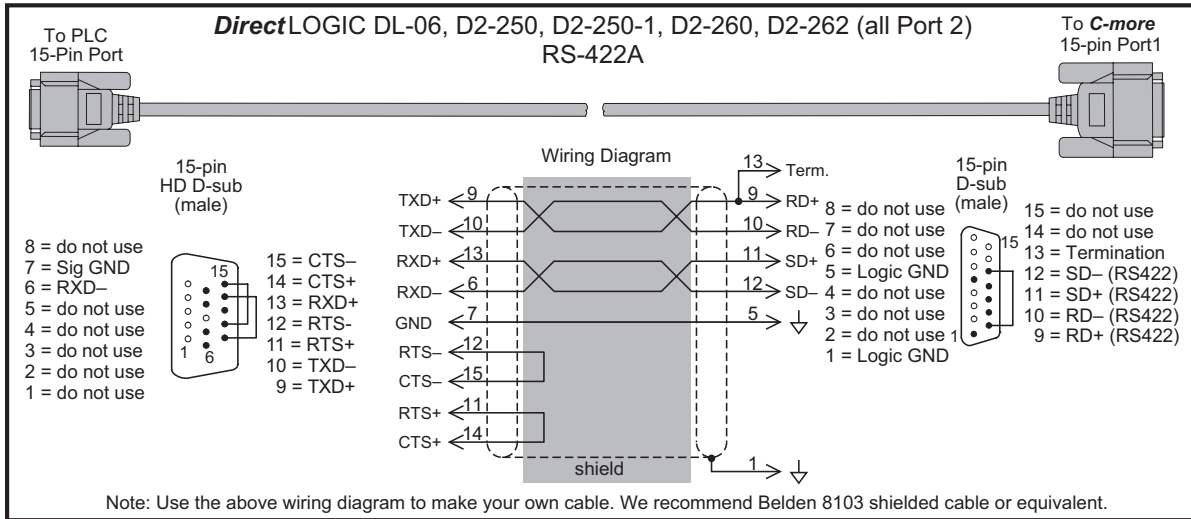 To PLC
15-Pin Port
DirectLOGIC DL-06, D2-250, D2-250-1, D2-260, D2-262 (all Port 2)
RS-422A
To C-more
15-pin Port1
15-pin
HD D-sub
(male)
8 = do not use
7 = Sig GND
6 = RXD–
5 = do not use
4 = do not use
3 = do not use
2 = do not use
1 = do not use
15
1
6
15 = CTS–
14 = CTS+
13 = RXD+
12 = RTS-
11 = RTS+
10 = TXD–
9 = TXD+
Wiring Diagram
13 Term.
TXD+ 9 9 RD+
TXD– 10 10 RD–
RXD+ 13 11 SD+
RXD– 6 12 SD–
GND 7 5
RTS– 12
CTS– 15
RTS+ 11
CTS+ 14
shield
1
8 = do not use
7 = do not use
6 = do not use
5 = Logic GND
4 = do not use
3 = do not use
2 = do not use
1 = Logic GND
15-pin
D-sub
(male)
15
1
15 = do not use
14 = do not use
13 = Termination
12 = SD– (RS422)
11 = SD+ (RS422)
10 = RD– (RS422)
9 = RD+ (RS422)
Note: Use the above wiring diagram to make your own cable. We recommend Belden 8103 shielded cable or equivalent.